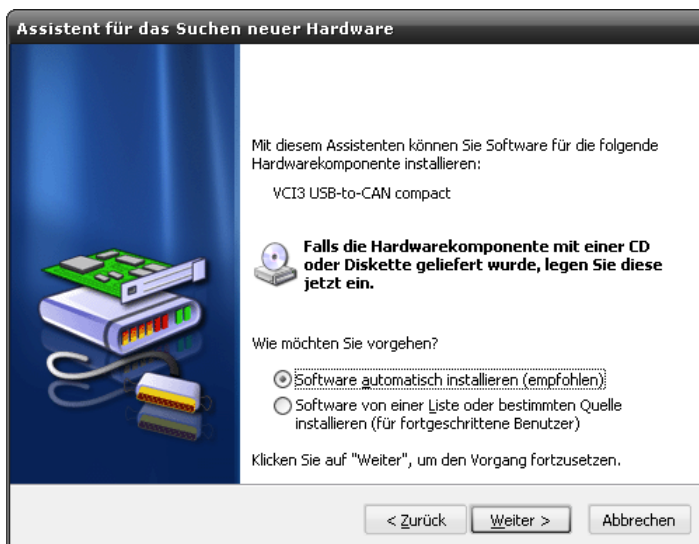 Assistent für das Suchen neuer Hardware
Mit diesem Assistenten können Sie Software für die folgende
Hardwarekomponente installieren:
VCI3 USB-to-CAN compact
Falls die Hardwarekomponente mit einer CD
oder Diskette geliefert wurde, legen Sie diese
jetzt ein.
Wie möchten Sie vorgehen?
Software automatisch installieren (empfohlen)
Software von einer Liste oder bestimmten Quelle
installieren (für fortgeschrittene Benutzer)
Klicken Sie auf "Weiter", um den Vorgang fortzusetzen.
< Zurück
Weiter >
Abbrechen